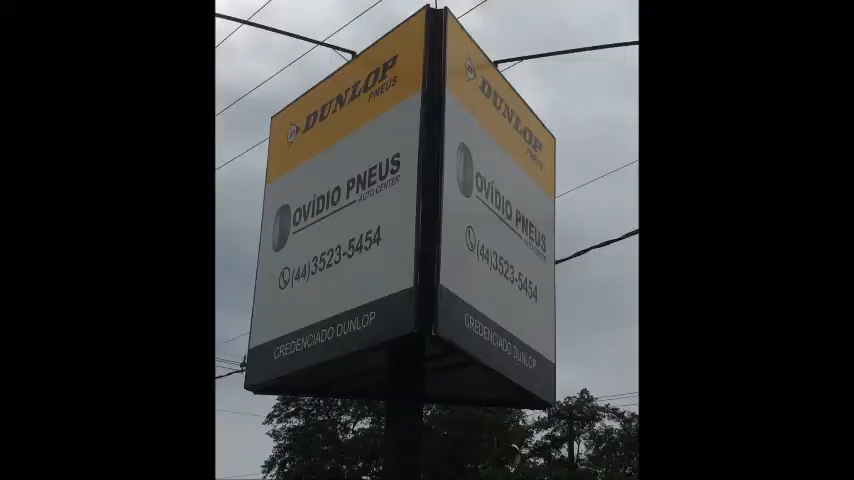 DUNLOP
PNEUS
OVÍDIO PNEUS
AUTO CENTER
(44)3523-5454
CREDENCIADO DUNLOP
DUNLOP
PNEUS
OVÍDIO PNEUS
AUTO CENTER
(44)3523-5454
CREDENCIADO DUNLOP